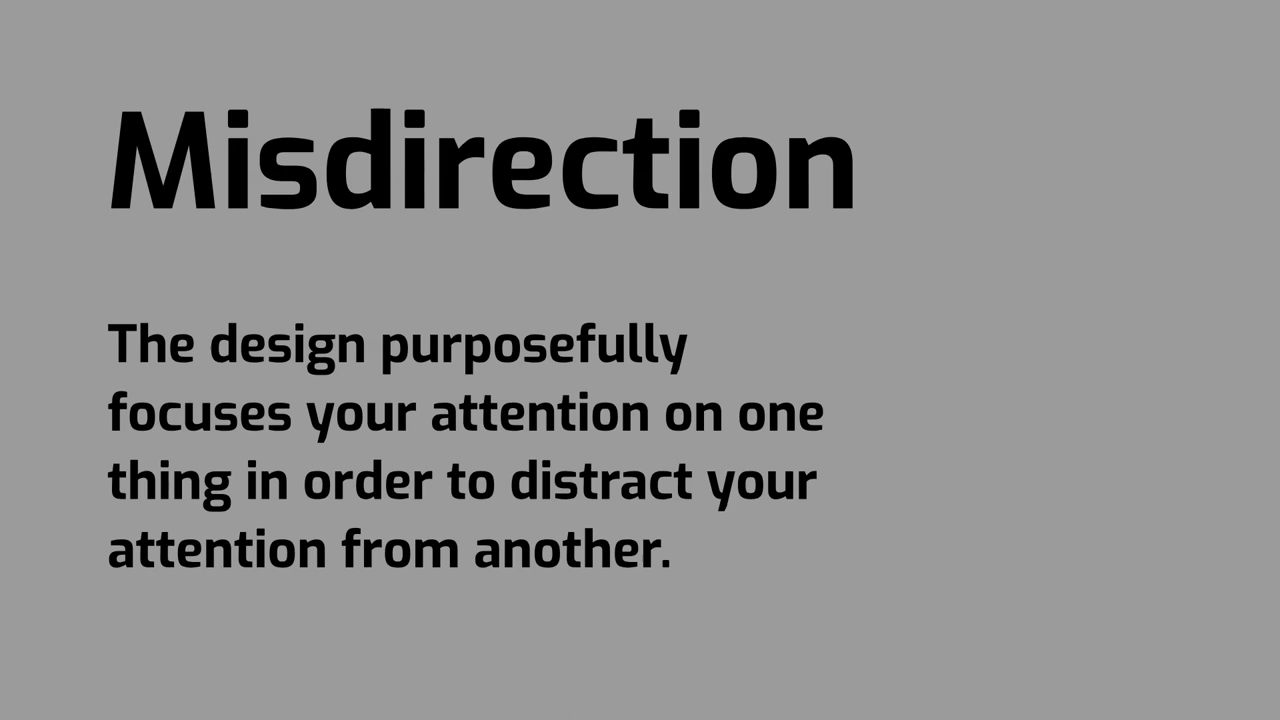 Misdirection
The design purposefully
focuses your attention on one
thing in order to distract your
attention from another.